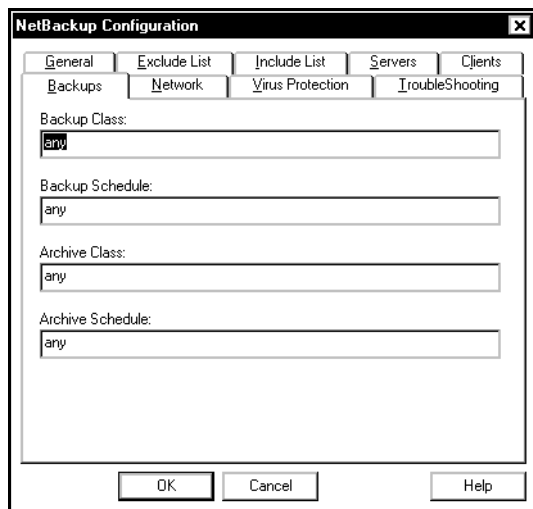 NetBackup Configuration
General Exclude List Include List Servers Clients
Backups Network Virus Protection TroubleShooting
Backup Class:
any
Backup Schedule:
any
Archive Class:
any
Archive Schedule:
any
OK Cancel Help